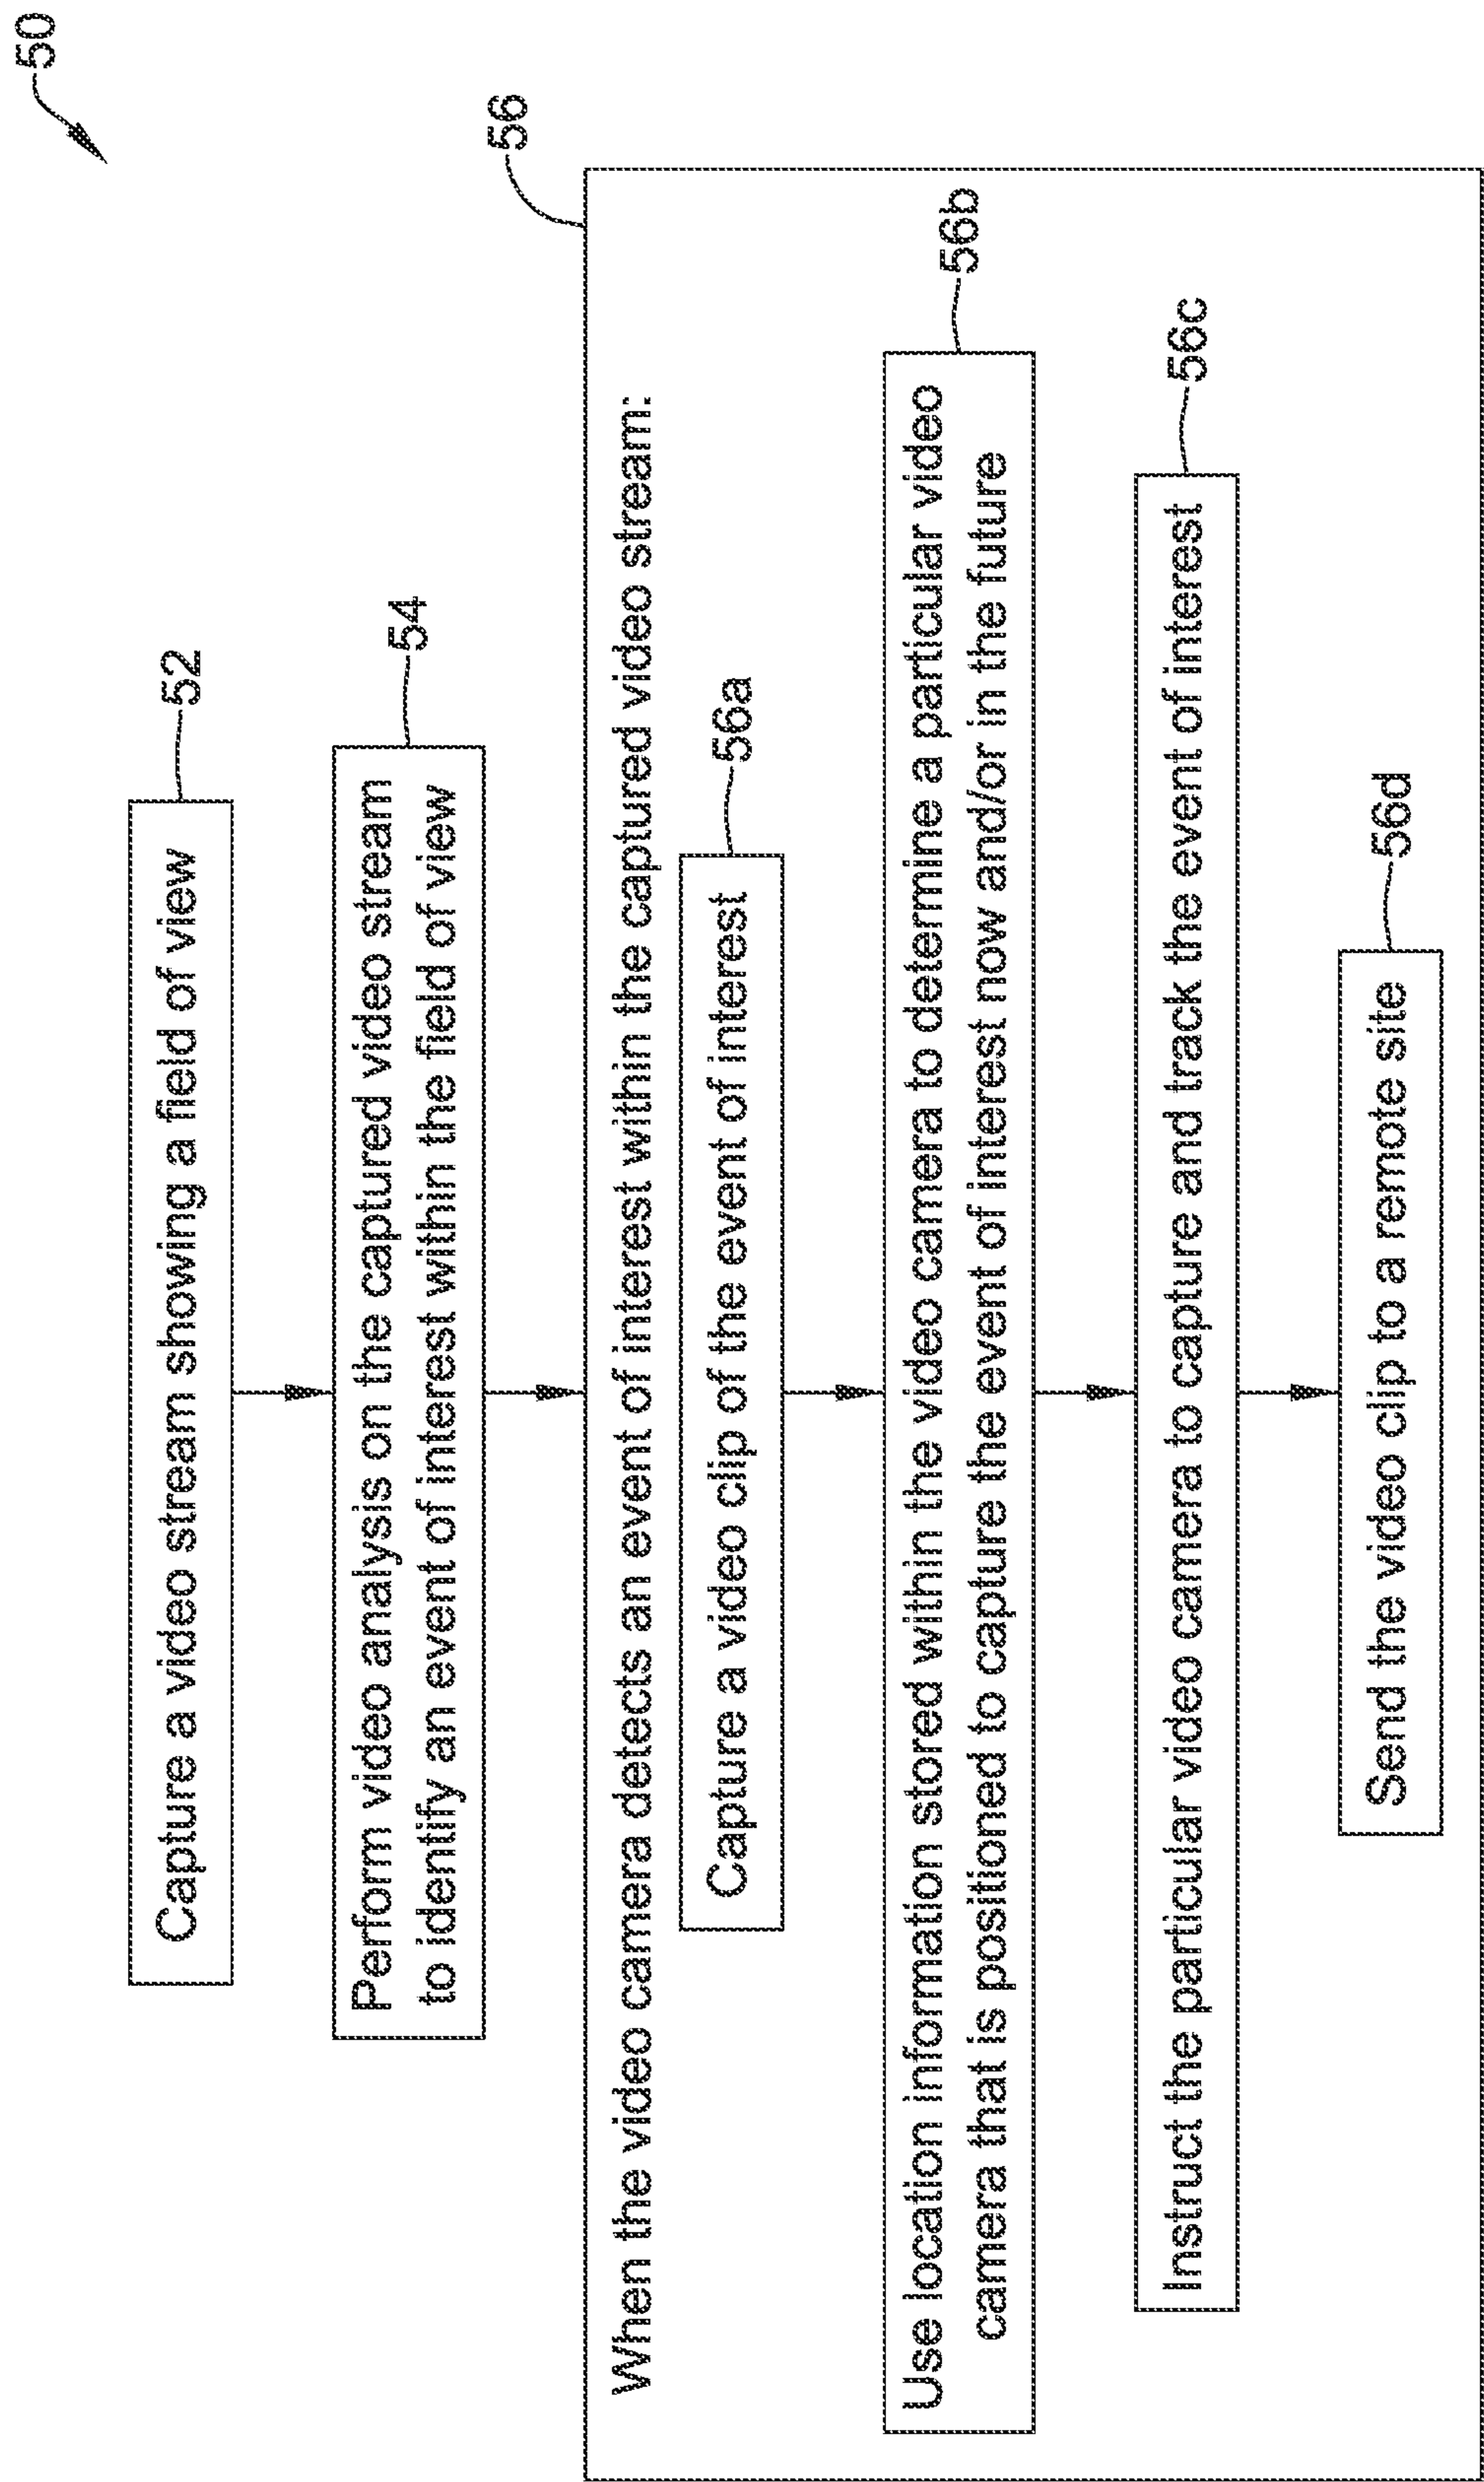 50
Capture a video stream showing a field of view
52
Perform video analysis on the captured video stream
to identify an event of interest within the field of view
54
56
When the video camera detects an event of interest within the captured video stream:
Capture a video clip of the event of interest
56a
Use location information stored within the video camera to determine a particular video
camera that is positioned to capture the event of interest now and/or in the future
56b
Instruct the particular video camera to capture and track the event of interest
56c
Send the video clip to a remote site
56d